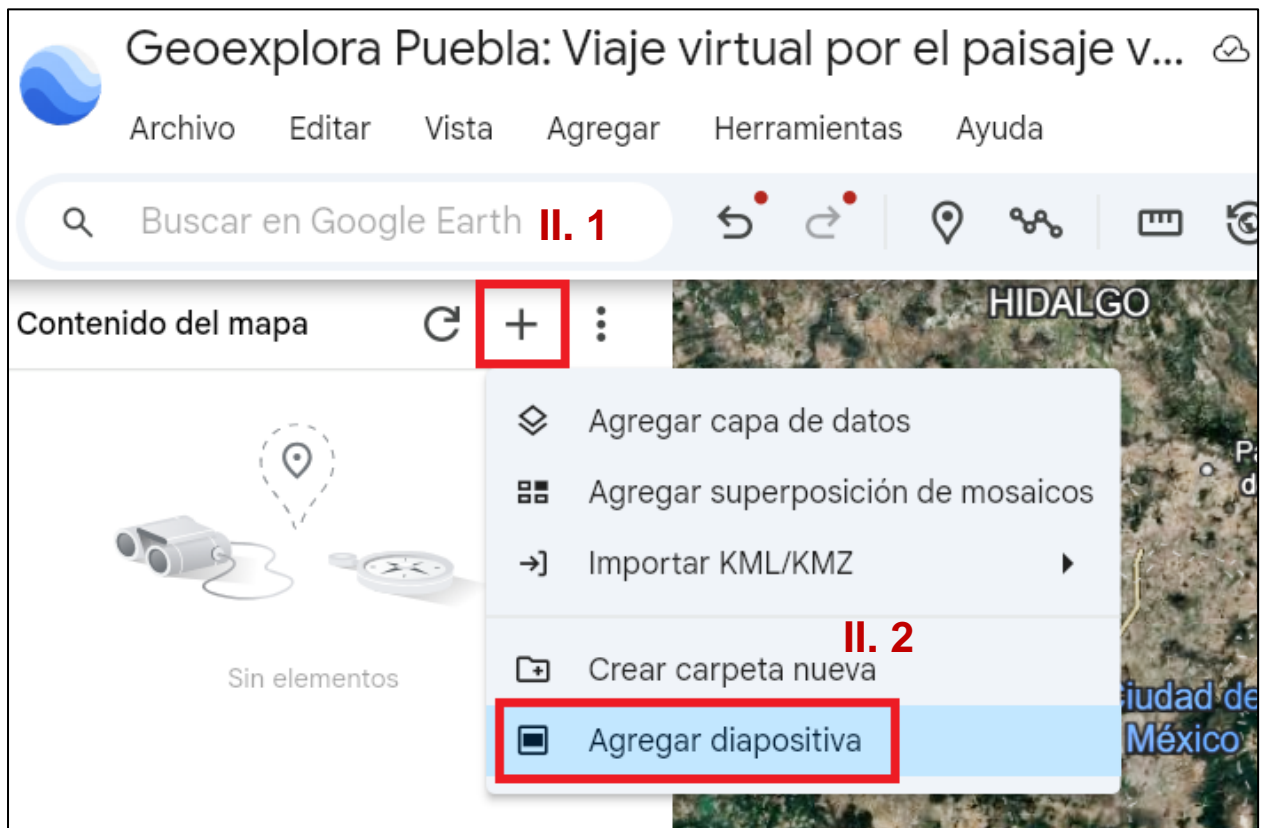 Geoexplora Puebla: Viaje virtual por el paisaje v...
Archivo Editar Vista Agregar Herramientas Ayuda
Buscar en Google Earth II. 1
Contenido del mapa
HIDALGO
Agregar capa de datos
Agregar superposición de mosaicos
Importar KML/KMZ
II. 2
Crear carpeta nueva
Sin elementos
Agregar diapositiva
México